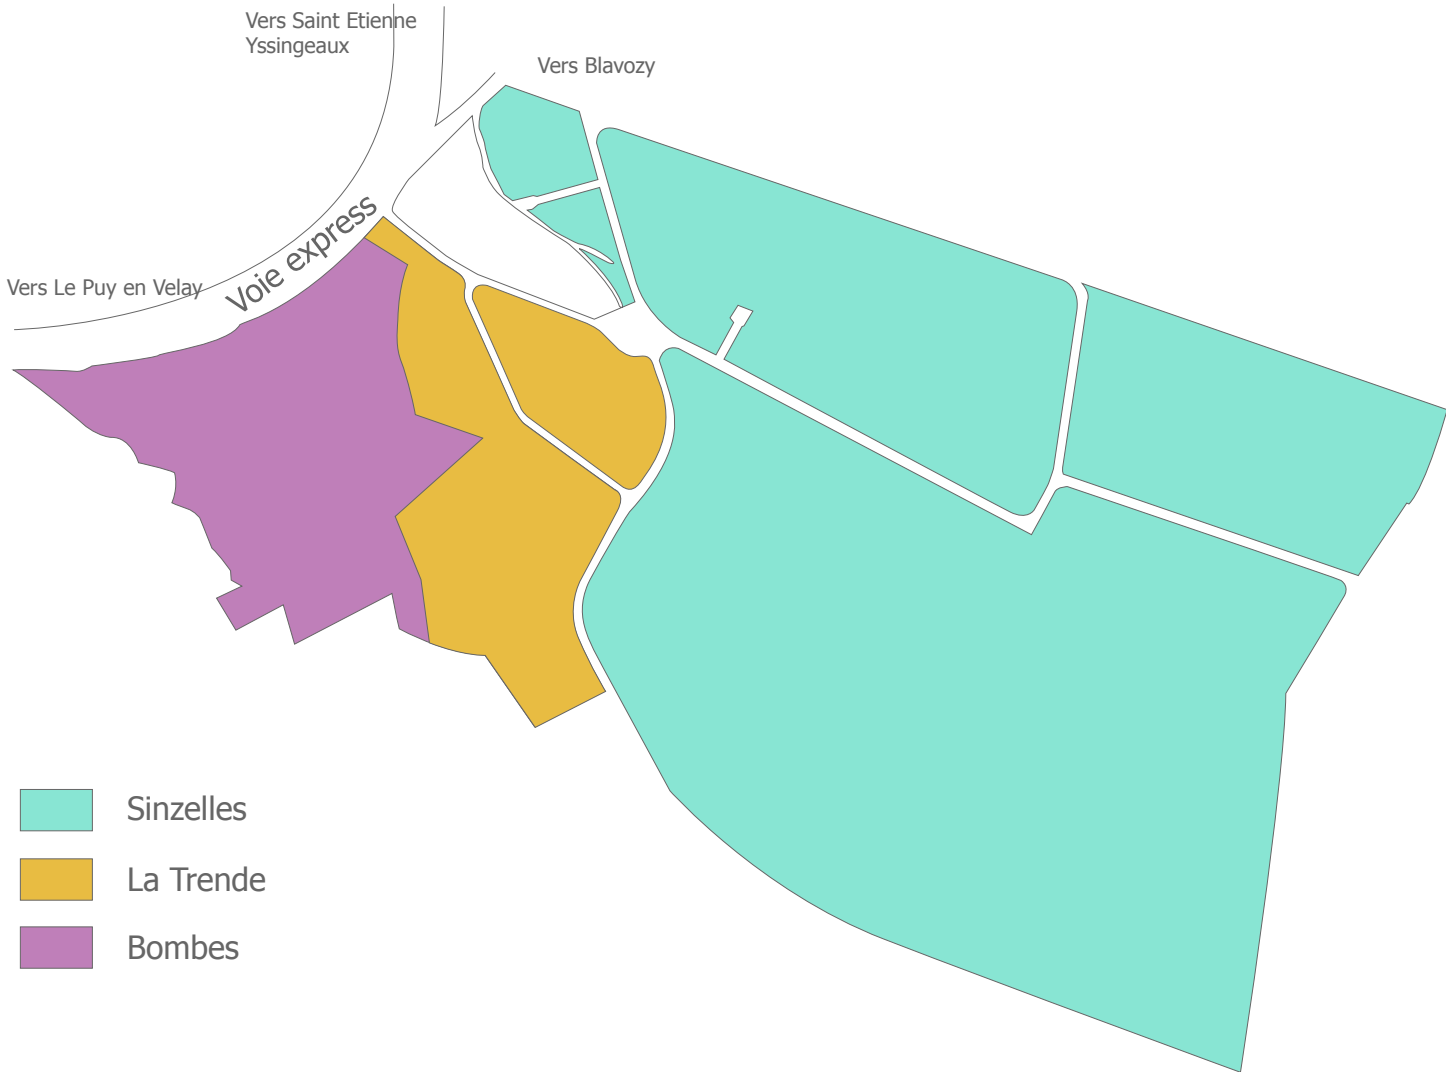 Vers Saint Etienne
Yssingeaux
Vers Blavozy
Voie express
Vers Le Puy en Velay
Sinzelles
La Trende
Bombes